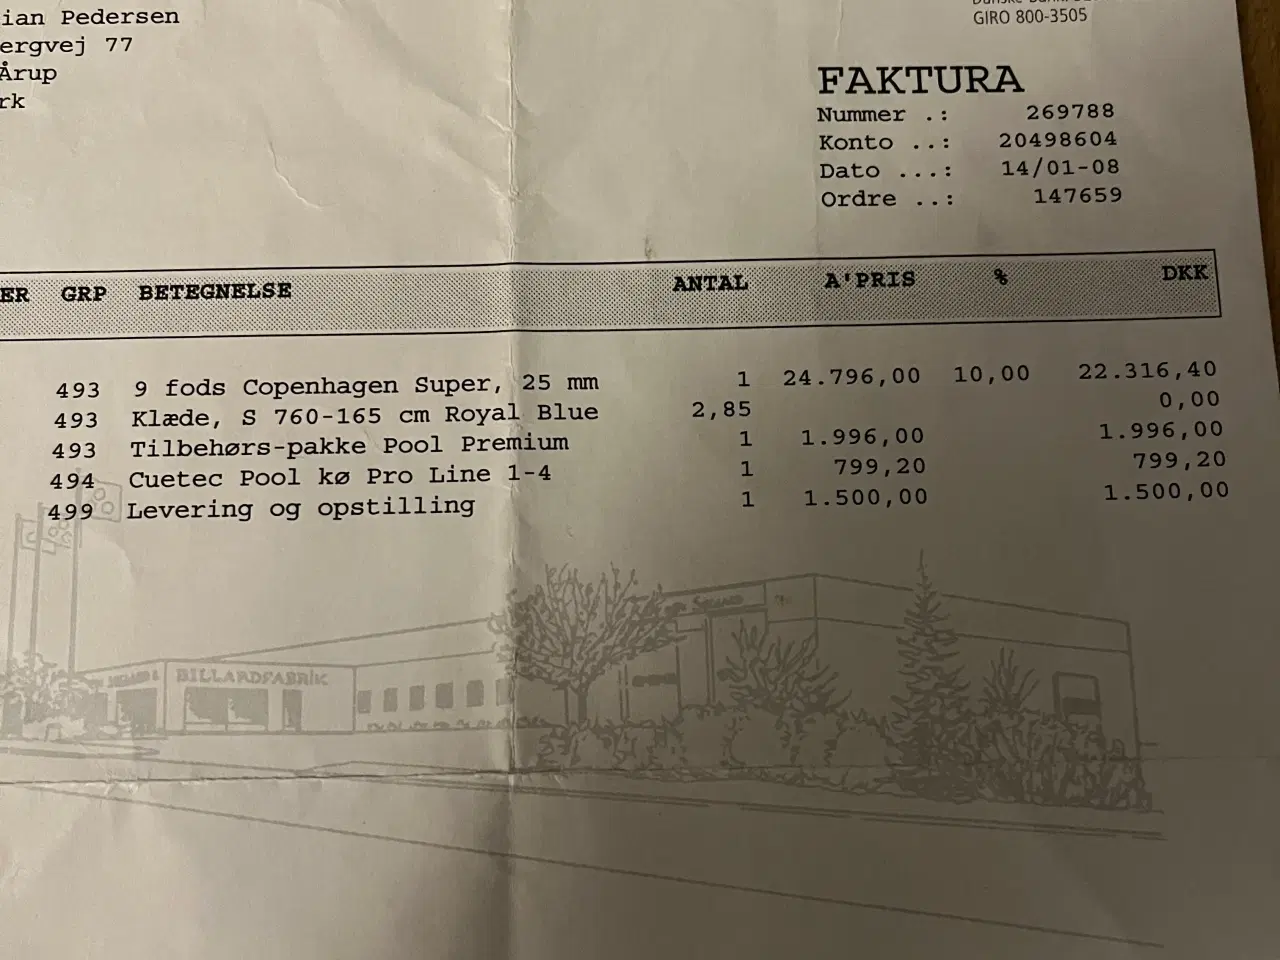 ian Pedersen
ergvej 77
Årup
rk
GIRO 800-3505
FAKTURA
Nummer .: 269788
Konto ..: 20498604
Dato ...: 14/01-08
Ordre ..: 147659
ER GRP BETEGNELSE ANTAL A'PRIS % DKK
493 9 fods Copenhagen Super, 25 mm 1 24.796,00 10,00 22.316,40
493 Klæde, S 760-165 cm Royal Blue 2,85 0,00
493 Tilbehørs-pakke Pool Premium 1 1.996,00 1.996,00
494 Cuetec Pool kø Pro Line 1-4 1 799,20 799,20
499 Levering og opstilling 1 1.500,00 1.500,00
BILLARDFABRIK